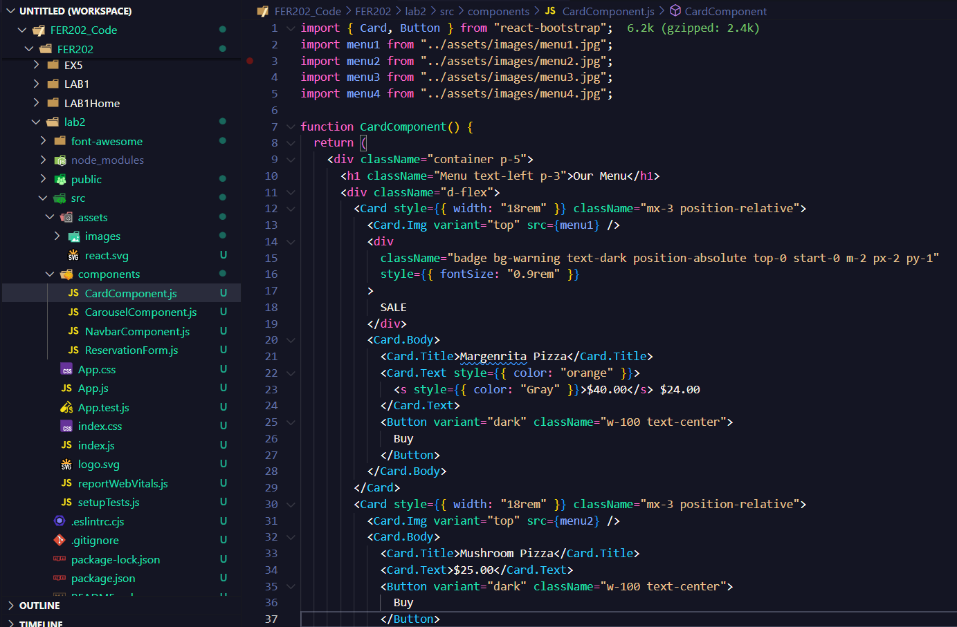 UNTITLED (WORKSPACE)
FER202_Code
FER202
EX5
LAB1
LAB1Home
lab2
font-awesome
node_modules
public
src
assets
images
react.svg U
components
JS CardComponent.js U
JS CarouselComponent.js U
JS NavbarComponent.js U
JS ReservationForm.js U
App.css U
JS App.js U
App.test.js U
index.css U
JS index.js U
logo.svg U
JS reportWebVitals.js U
JS setupTests.js U
.eslintrc.cjs U
.gitignore U
package-lock.json U
package.json U
OUTLINE
TIMELINE
FER202_Code > FER202 > lab2 > src > components > JS CardComponent.js > CardComponent
1 import { Card, Button } from "react-bootstrap"; 6.2k (gzipped: 2.4k)
2 import menu1 from "../assets/images/menu1.jpg";
3 import menu2 from "../assets/images/menu2.jpg";
4 import menu3 from "../assets/images/menu3.jpg";
5 import menu4 from "../assets/images/menu4.jpg";
6
7 function CardComponent() {
8 return (
9 <div className="container p-5">
10 <h1 className="Menu text-left p-3">Our Menu</h1>
11 <div className="d-flex">
12 <Card style={{ width: "18rem" }} className="mx-3 position-relative">
13 <Card.Img variant="top" src={menu1} />
14 <div
15 className="badge bg-warning text-dark position-absolute top-0 start-0 m-2 px-2 py-1"
16 style={{ fontSize: "0.9rem" }}
17 >
18 SALE
19 </div>
20 <Card.Body>
21 <Card.Title>Margenrita Pizza</Card.Title>
22 <Card.Text style={{ color: "orange" }}>
23 <s style={{ color: "Gray" }}>$40.00</s> $24.00
24 </Card.Text>
25 <Button variant="dark" className="w-100 text-center">
26 Buy
27 </Button>
28 </Card.Body>
29 </Card>
30 <Card style={{ width: "18rem" }} className="mx-3 position-relative">
31 <Card.Img variant="top" src={menu2} />
32 <Card.Body>
33 <Card.Title>Mushroom Pizza</Card.Title>
34 <Card.Text>$25.00</Card.Text>
35 <Button variant="dark" className="w-100 text-center">
36 Buy
37 </Button>